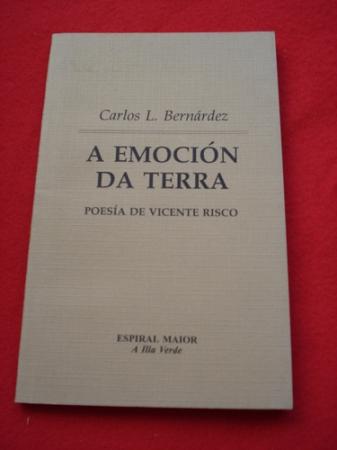 Carlos L. Bernárdez
A EMOCIÓN
DA TERRA
POESÍA DE VICENTE RISCO
ESPIRAL MAIOR
A Illa Verde